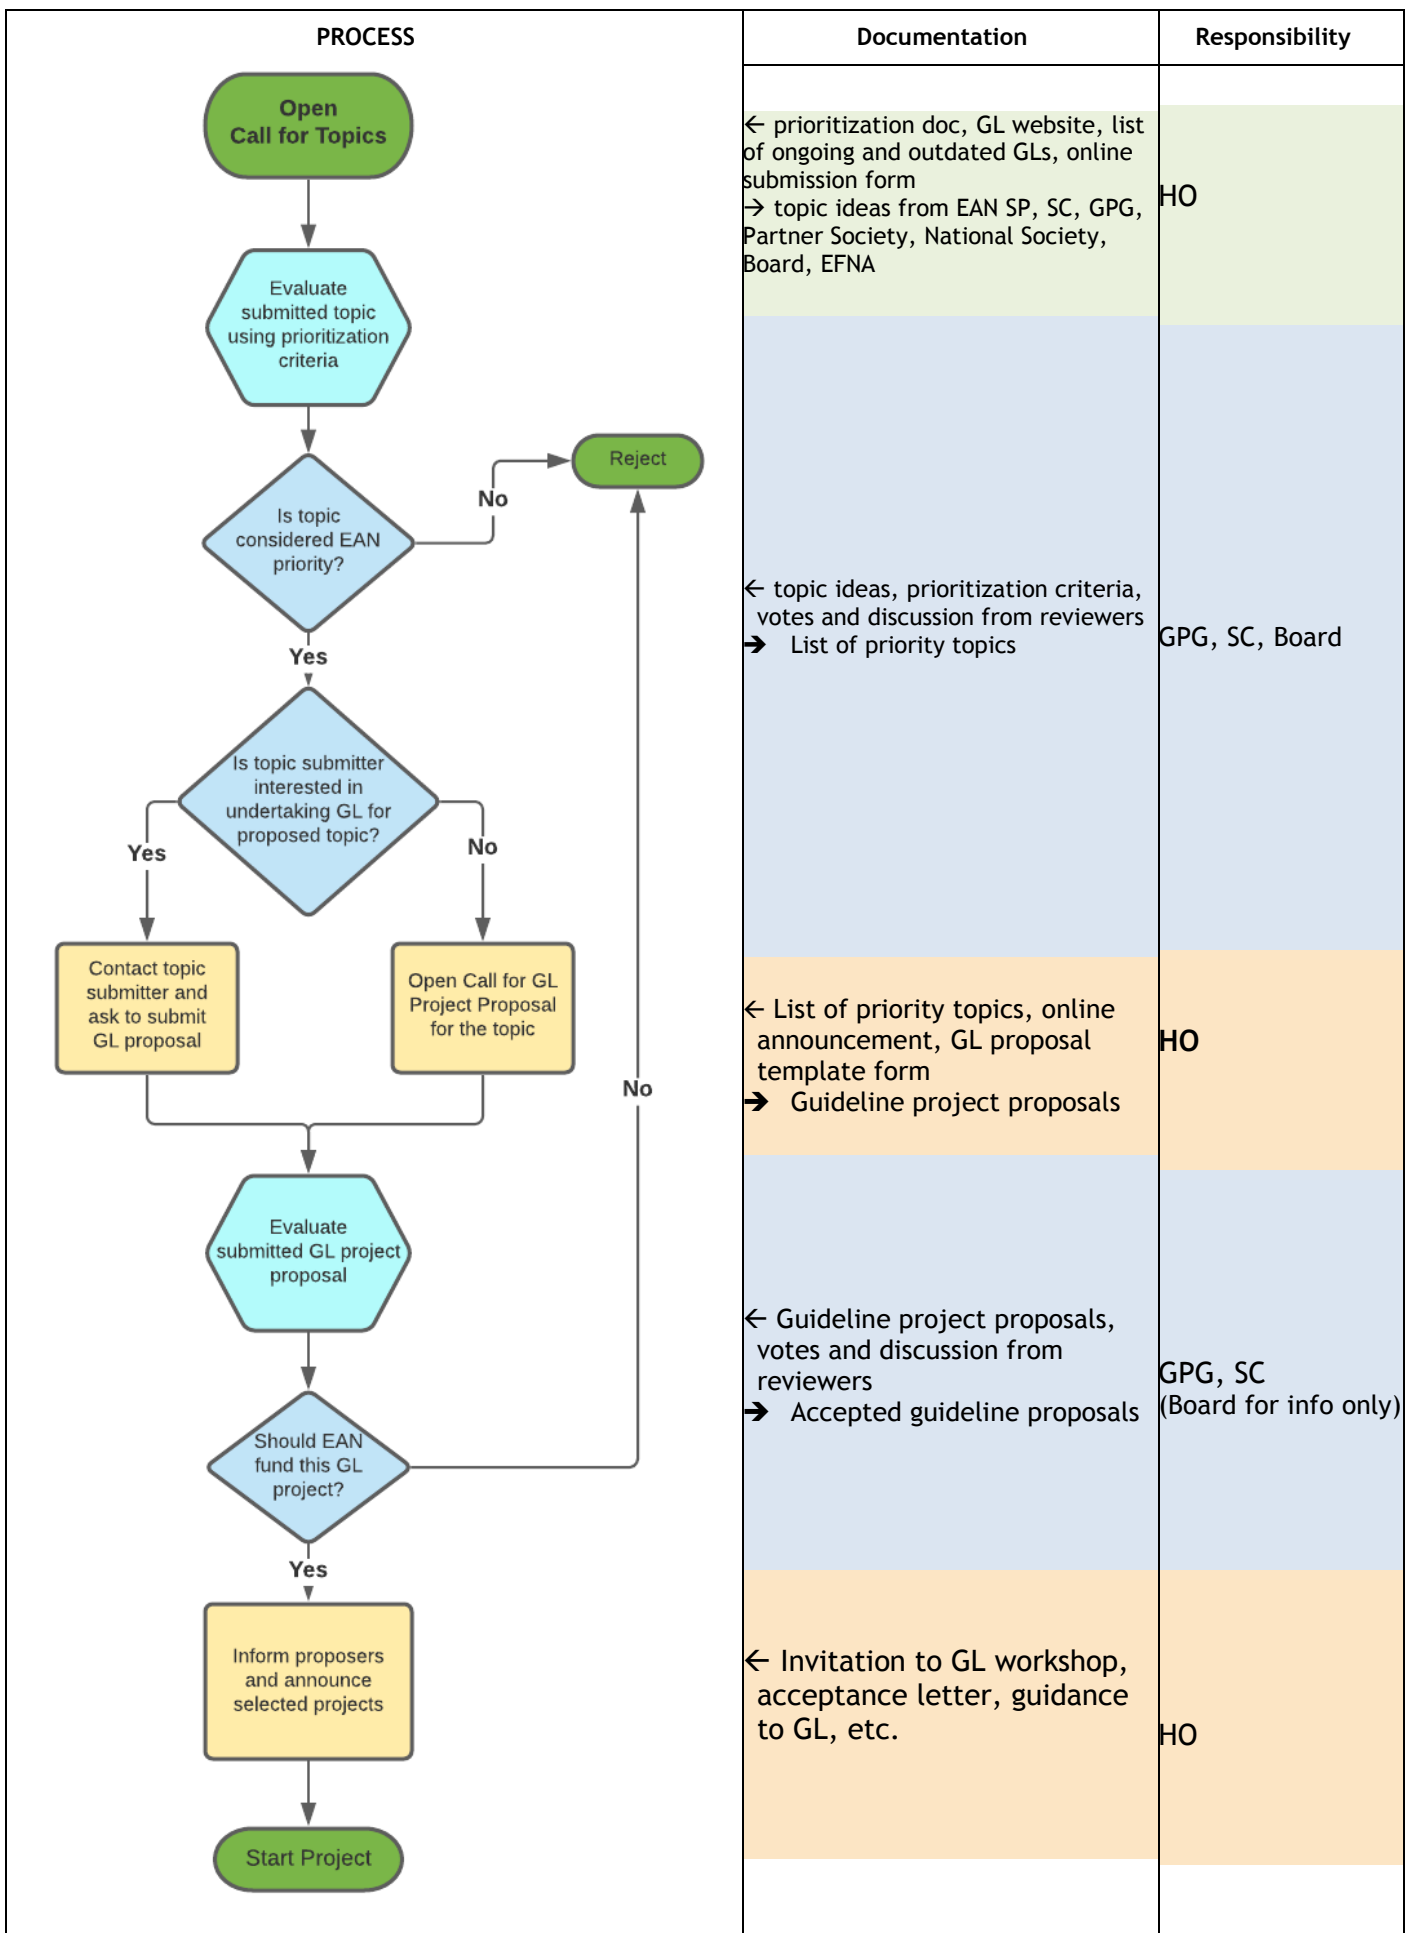 PROCESS
Documentation
Responsibility
Open
Call for Topics
← prioritization doc, GL website, list
of ongoing and outdated GLs, online
submission form
→ topic ideas from EAN SP, SC, GPG,
Partner Society, National Society,
Board, EFNA
HO
Evaluate
submitted topic
using prioritization
criteria
Reject
No
Is topic
considered EAN
priority?
← topic ideas, prioritization criteria,
votes and discussion from reviewers
➔ List of priority topics
GPG, SC, Board
Yes
Is topic submitter
interested in
undertaking GL for
proposed topic?
Yes
No
Contact topic
submitter and
ask to submit
GL proposal
Open Call for GL
Project Proposal
for the topic
← List of priority topics, online
announcement, GL proposal
template form
➔ Guideline project proposals
HO
No
Evaluate
submitted GL project
proposal
← Guideline project proposals,
votes and discussion from
reviewers
➔ Accepted guideline proposals
GPG, SC
(Board for info only)
Should EAN
fund this GL
project?
Yes
Inform proposers
and announce
selected projects
← Invitation to GL workshop,
acceptance letter, guidance
to GL, etc.
HO
Start Project